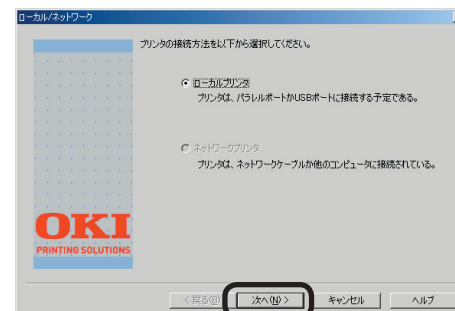 ローカル/ネットワーク
プリンタの接続方法を以下から選択してください。
ローカルプリンタ
プリンタは、パラレルポートかUSBポートに接続する予定である。
ネットワークプリンタ
プリンタは、ネットワークケーブルか他のコンピュータに接続されている。
OKI
PRINTING SOLUTIONS
< 戻る(B) 次へ(N) > キャンセル ヘルプ